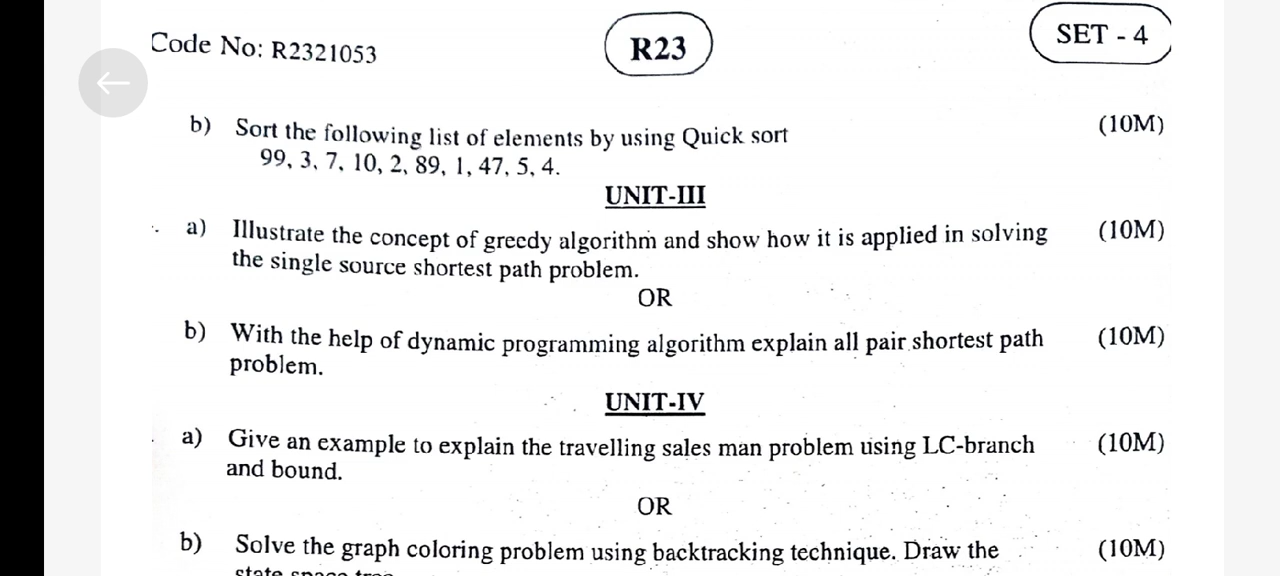 Code No: R2321053
R23
SET - 4
b) Sort the following list of elements by using Quick sort (10M)
99, 3, 7, 10, 2, 89, 1, 47, 5, 4.
UNIT-III
a) Illustrate the concept of greedy algorithm and show how it is applied in solving (10M)
the single source shortest path problem.
OR
b) With the help of dynamic programming algorithm explain all pair shortest path (10M)
problem.
UNIT-IV
a) Give an example to explain the travelling sales man problem using LC-branch (10M)
and bound.
OR
b) Solve the graph coloring problem using backtracking technique. Draw the (10M)
state space tree